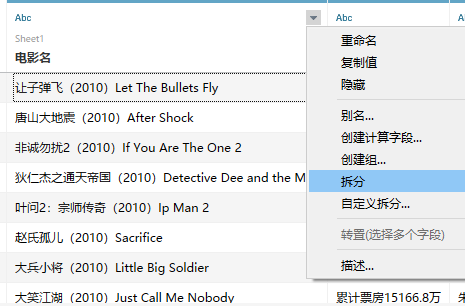 Abc
Abc
Al
Sheet1
电影名
让子弹飞（2010）Let The Bullets Fly
唐山大地震（2010）After Shock
非诚勿扰2（2010）If You Are The One 2
狄仁杰之通天帝国（2010）Detective Dee and the M
叶问2：宗师传奇（2010）Ip Man 2
赵氏孤儿（2010）Sacrifice
大兵小将（2010）Little Big Soldier
大笑江湖（2010）Just Call Me Nobody
累计票房15166.8万
重命名
复制值
隐藏
别名...
创建计算字段...
创建组...
拆分
自定义拆分...
转置(选择多个字段)
描述...